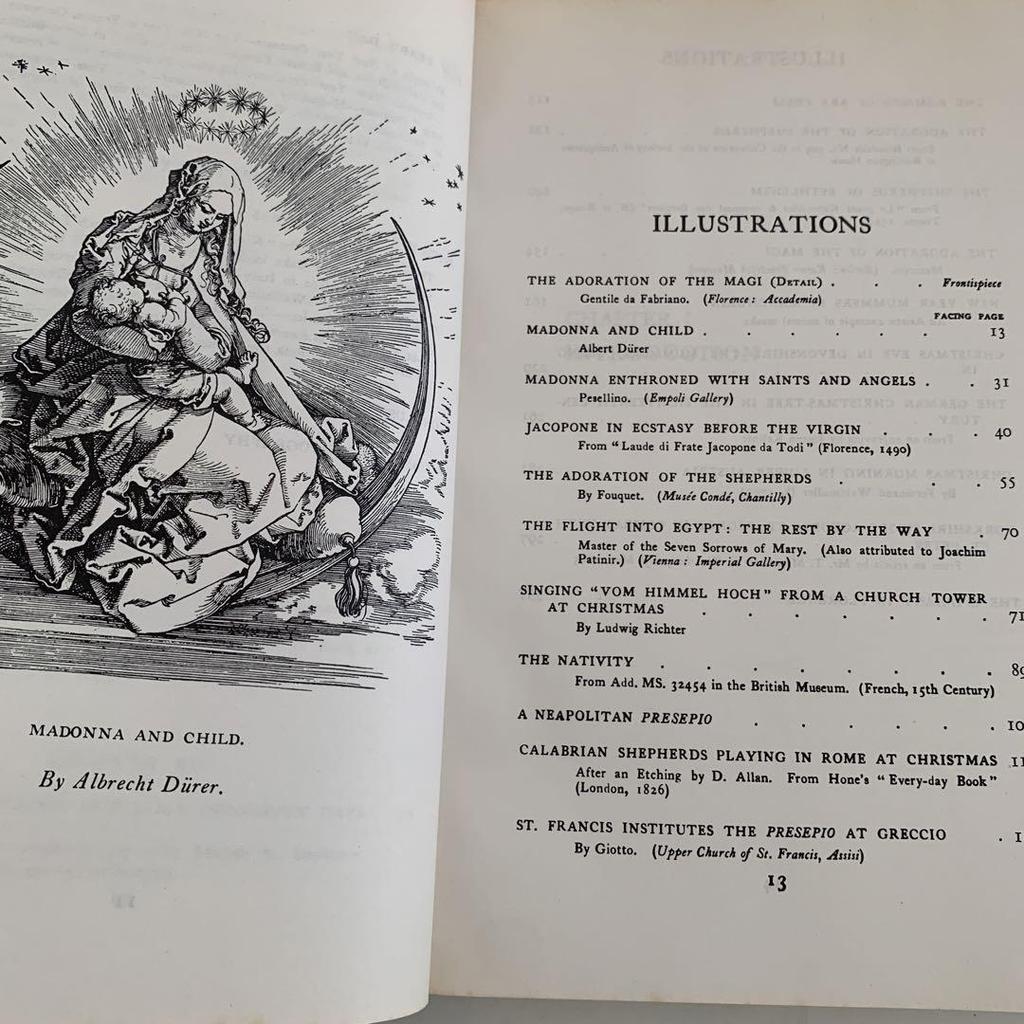 MADONNA AND CHILD.
By Albrecht Dürer.
ILLUSTRATIONS
THE ADORATION OF THE MAGI (Detail) . . . Frontispiece
Gentile da Fabriano. (Florence: Accademia)
FACING PAGE
MADONNA AND CHILD . . . . . . 13
Albert Dürer
MADONNA ENTHRONED WITH SAINTS AND ANGELS . . 31
Pesellino. (Empoli Gallery)
JACOPONE IN ECSTASY BEFORE THE VIRGIN . . . 40
From "Laude di Frate Jacopone da Todi" (Florence, 1490)
THE ADORATION OF THE SHEPHERDS . . . 55
By Fouquet. (Musée Condé, Chantilly)
THE FLIGHT INTO EGYPT: THE REST BY THE WAY . 70
Master of the Seven Sorrows of Mary. (Also attributed to Joachim
Patinir.) (Vienna: Imperial Gallery)
SINGING "VOM HIMMEL HOCH" FROM A CHURCH TOWER
AT CHRISTMAS . . . . . . . 71
By Ludwig Richter
THE NATIVITY . . . . . . . . 89
From Add. MS. 32454 in the British Museum. (French, 15th Century)
A NEAPOLITAN PRESEPIO . . . . . . 10
CALABRIAN SHEPHERDS PLAYING IN ROME AT CHRISTMAS . 11
After an Etching by D. Allan. From Hone's "Every-day Book"
(London, 1826)
ST. FRANCIS INSTITUTES THE PRESEPIO AT GRECCIO . 1
By Giotto. (Upper Church of St. Francis, Assisi)
13